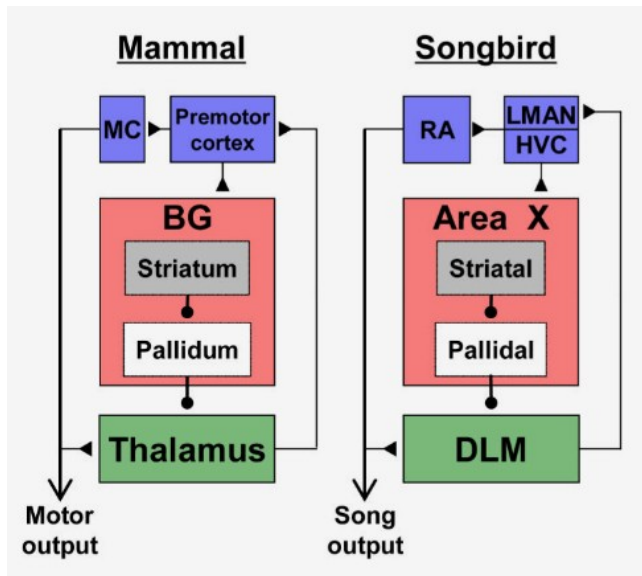 Mammal
MC
Premotor
cortex
BG
Striatum
Pallidum
Thalamus
Motor
output
Songbird
RA
LMAN
HVC
Area X
Striatal
Pallidal
DLM
Song
output